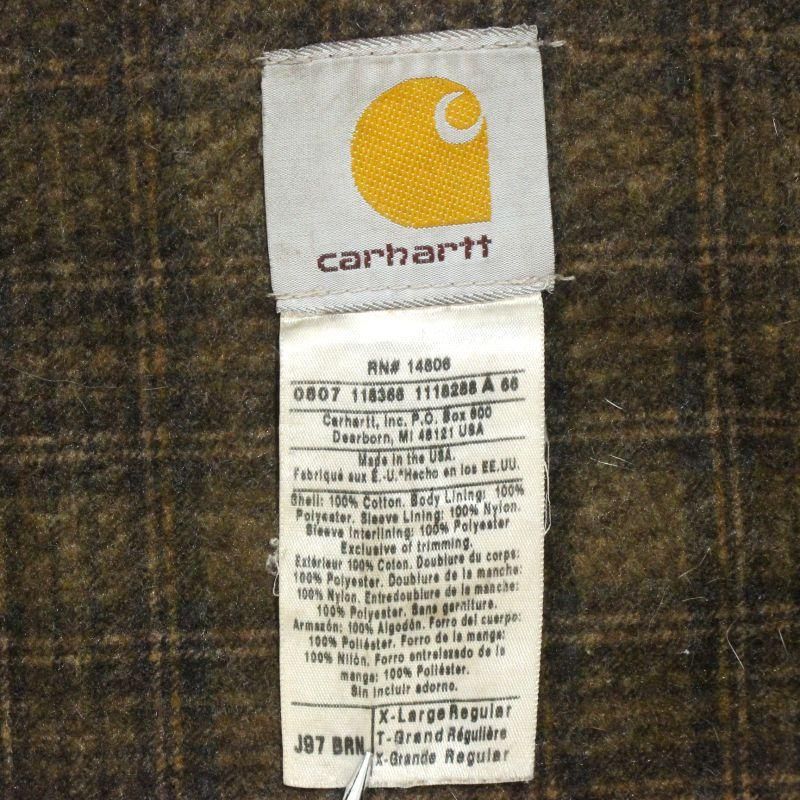 carhartt
RN# 14806
0807 118366 1118288 A 66
Carhartt, Inc. P.O. Box 600
Dearborn, MI 48121 USA
Made in the USA.
Fabriqué aux É.-U.*Hecho en los EE.UU.
Shell: 100% Cotton. Body Lining: 100%
Polyester. Sleeve Lining: 100% Nylon.
Sleeve Interlining: 100% Polyester
Exclusive of trimming.
Extérieur 100% Coton. Doublure du corps:
100% Polyester. Doublure de la manche:
100% Nylon. Entredoublure de la manche:
100% Polyester. Sans garniture.
Armazón: 100% Algodón. Forro del cuerpo:
100% Poliéster. Forro de la manga:
100% Nilón. Forro entrelazado de la
manga: 100% Poliéster.
Sin incluir adorno.
J97 BRN
X-Large Regular
T-Grand Régulière
X-Grande Regular